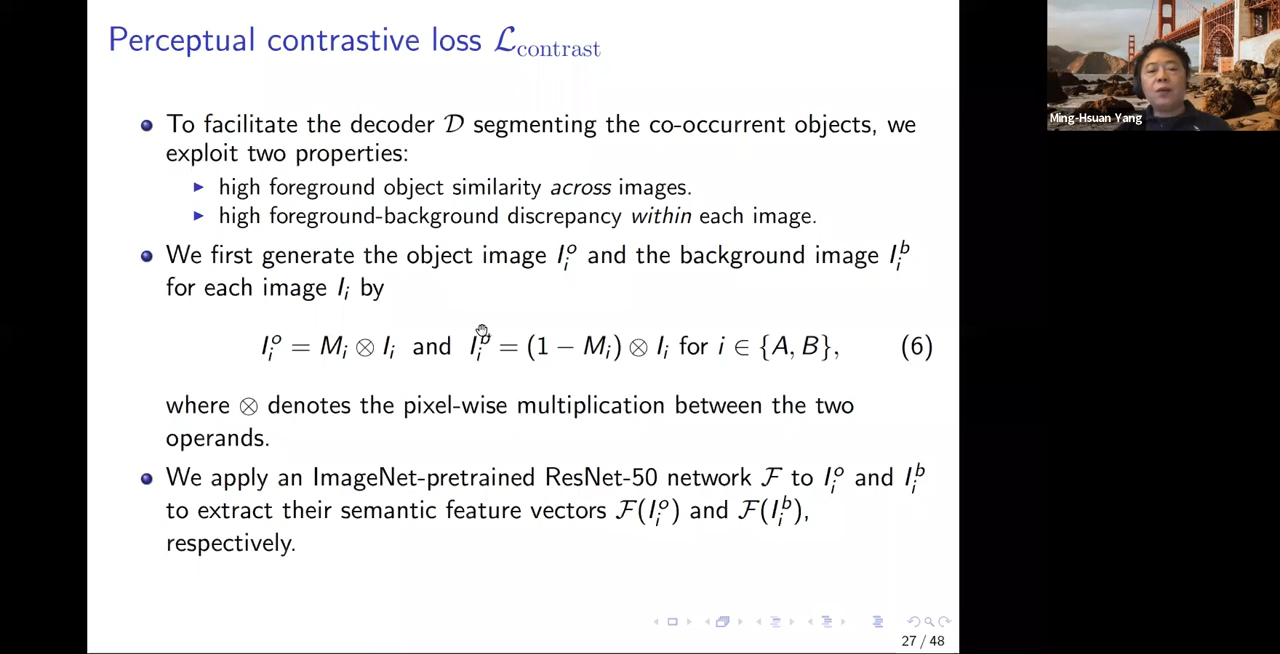 Perceptual contrastive loss ℒ_contrast
To facilitate the decoder 𝒟 segmenting the co-occurrent objects, we
exploit two properties:
high foreground object similarity across images.
high foreground-background discrepancy within each image.
We first generate the object image I_i^o and the background image I_i^b
for each image I_i by
I_i^o = M_i ⊗ I_i and I_i^b = (1 − M_i) ⊗ I_i for i ∈ {A, B}, (6)
where ⊗ denotes the pixel-wise multiplication between the two
operands.
We apply an ImageNet-pretrained ResNet-50 network ℱ to I_i^o and I_i^b
to extract their semantic feature vectors ℱ(I_i^o) and ℱ(I_i^b),
respectively.
27 / 48
Ming-Hsuan Yang